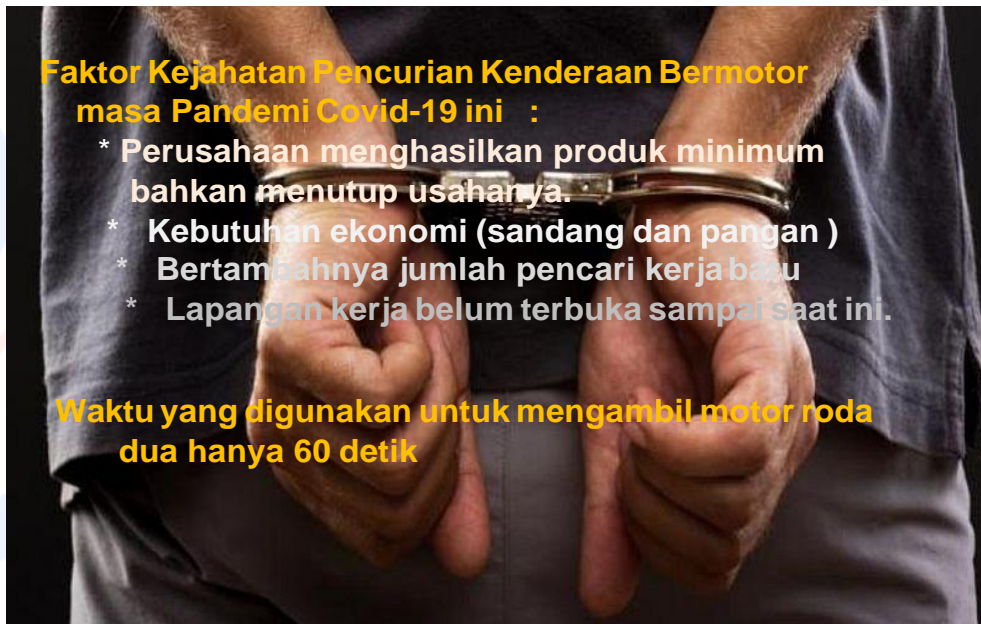 Faktor Kejahatan Pencurian Kenderaan Bermotor
masa Pandemi Covid-19 ini :
* Perusahaan menghasilkan produk minimum
bahkan menutup usahanya.
* Kebutuhan ekonomi (sandang dan pangan )
* Bertambahnya jumlah pencari kerja baru
* Lapangan kerja belum terbuka sampai saat ini.
Waktu yang digunakan untuk mengambil motor roda
dua hanya 60 detik